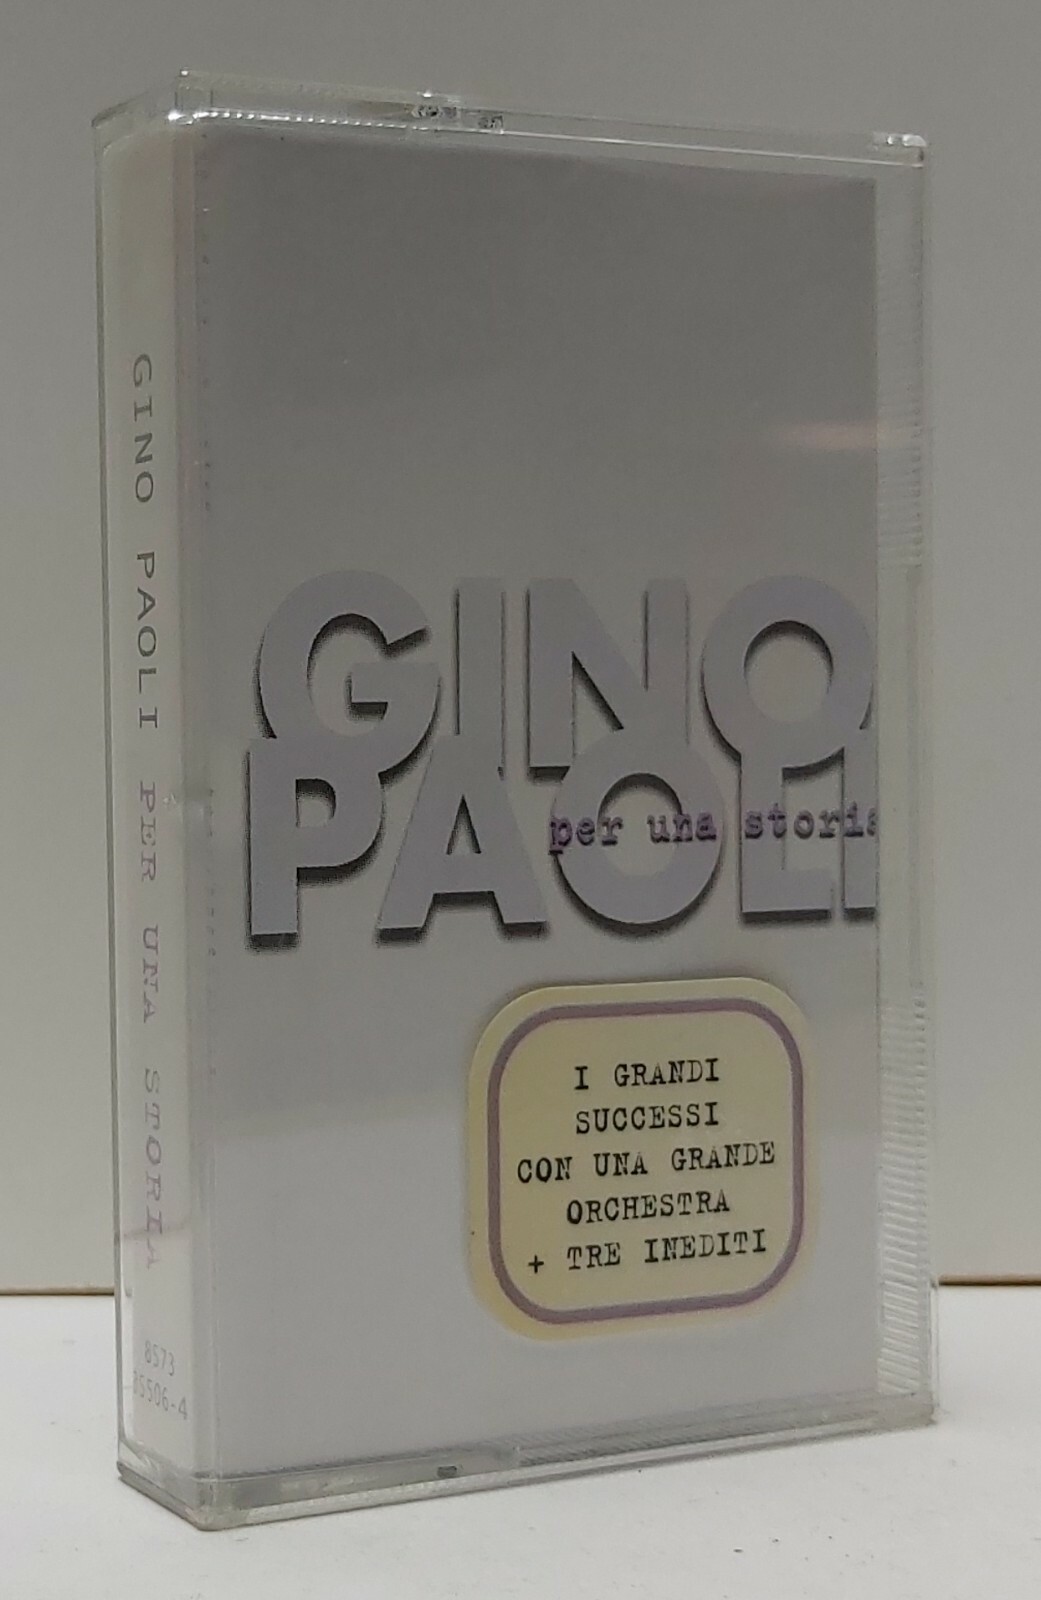 GINO PAOLI PER UNA STORIA
8573
85506-4
GINO
PAOLI
per una storia
I GRANDI
SUCCESSI
CON UNA GRANDE
ORCHESTRA
+ TRE INEDITI